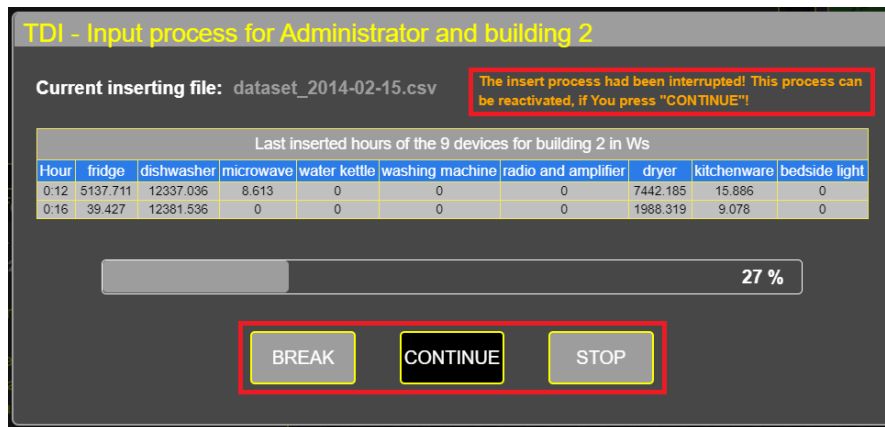 TDI - Input process for Administrator and building 2
Current inserting file: dataset_2014-02-15.csv
The insert process had been interrupted! This process can
be reactivated, if You press "CONTINUE"!
Last inserted hours of the 9 devices for building 2 in Ws
Hour fridge dishwasher microwave water kettle washing machine radio and amplifier dryer kitchenware bedside light
0:12 5137.711 12337.036 8.613 0 0 0 7442.185 15.886 0
0:16 39.427 12381.536 0 0 0 0 1988.319 9.078 0
27 %
BREAK CONTINUE STOP